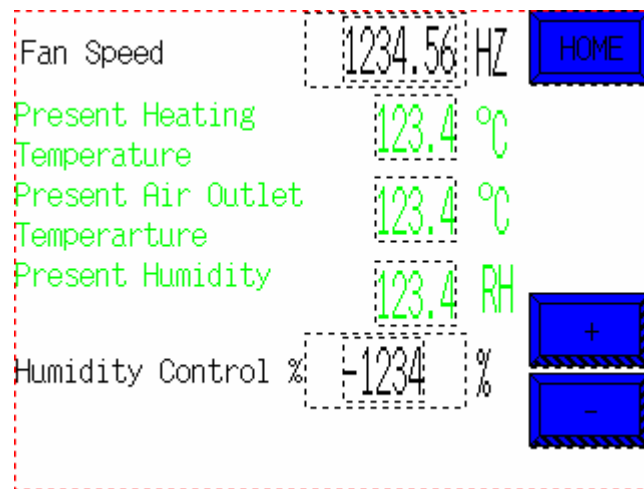 Fan Speed 1234.56 HZ HOME
Present Heating
Temperature 123.4 °C
Present Air Outlet
Temperarture 123.4 °C
Present Humidity 123.4 RH
+
Humidity Control % -1234 %
-